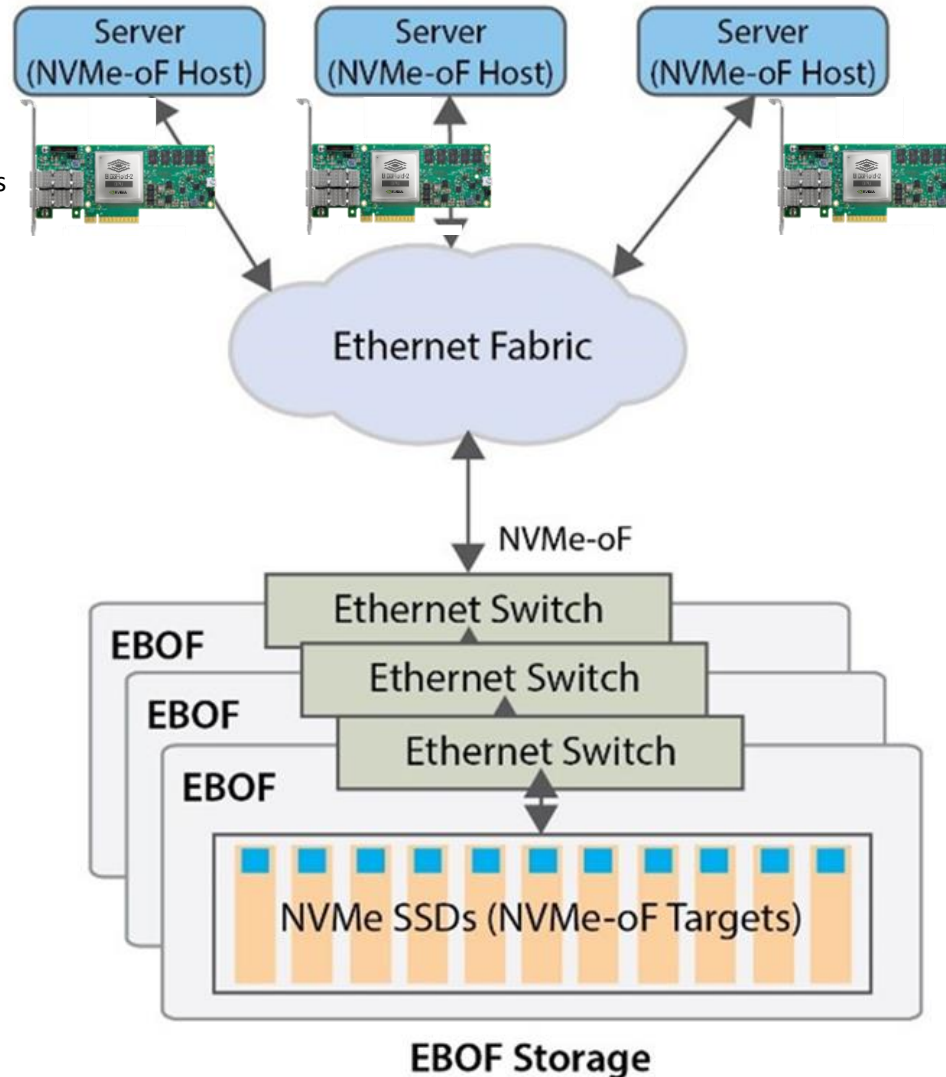 Server
(NVMe-oF Host)
Server
(NVMe-oF Host)
Server
(NVMe-oF Host)
s
Ethernet Fabric
NVMe-oF
Ethernet Switch
EBOF
Ethernet Switch
EBOF
Ethernet Switch
EBOF
NVMe SSDs (NVMe-oF Targets)
EBOF Storage